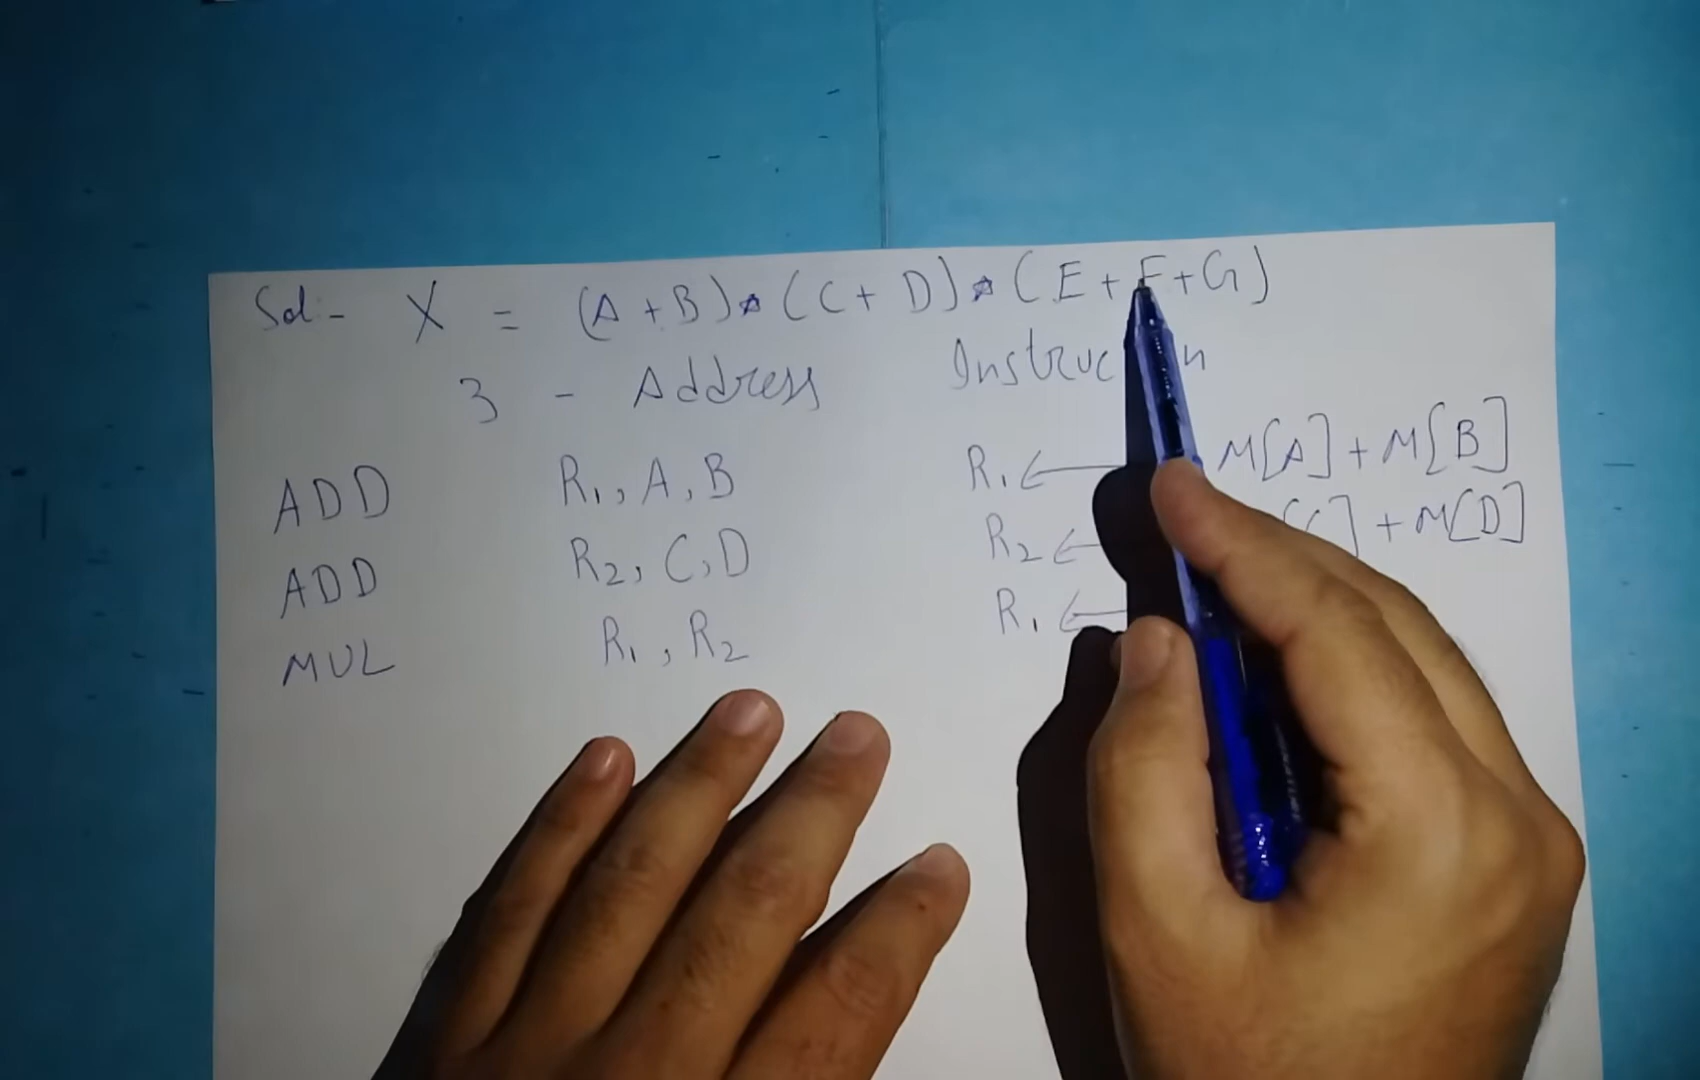 Sol:- X = (A + B) * (C + D) * (E + F + G)
3 - Address
ADD R₁, A, B R₁ ← M[A] + M[B]
ADD R₂, C, D R₂ ← [C] + M[D]
MUL R₁, R₂ R₁ ←